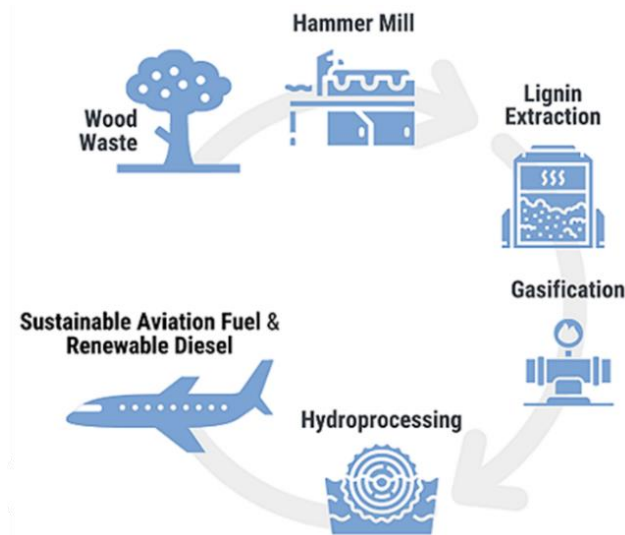 Hammer Mill
Wood
Waste
Lignin
Extraction
Gasification
Hydroprocessing
Sustainable Aviation Fuel &
Renewable Diesel